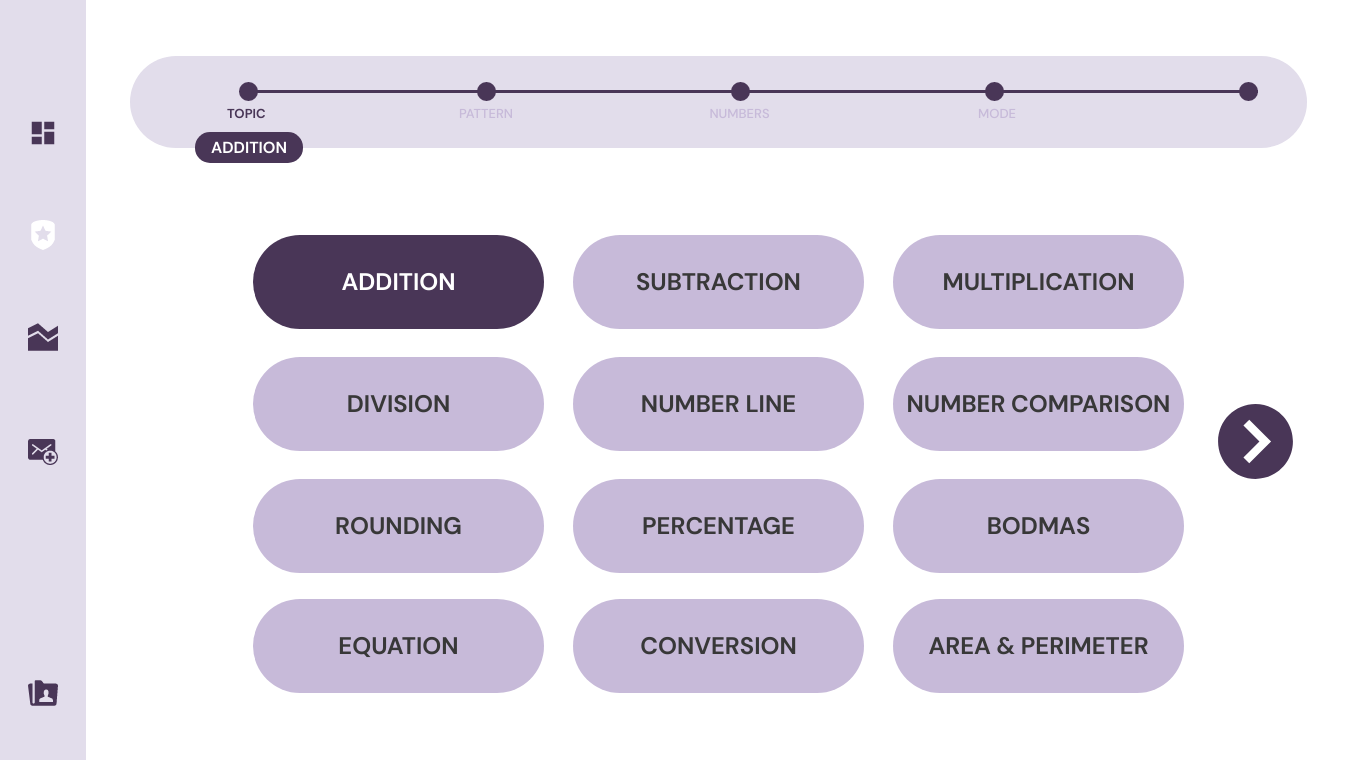 TOPIC PATTERN NUMBERS MODE
ADDITION
ADDITION SUBTRACTION MULTIPLICATION
DIVISION NUMBER LINE NUMBER COMPARISON
ROUNDING PERCENTAGE BODMAS
EQUATION CONVERSION AREA & PERIMETER